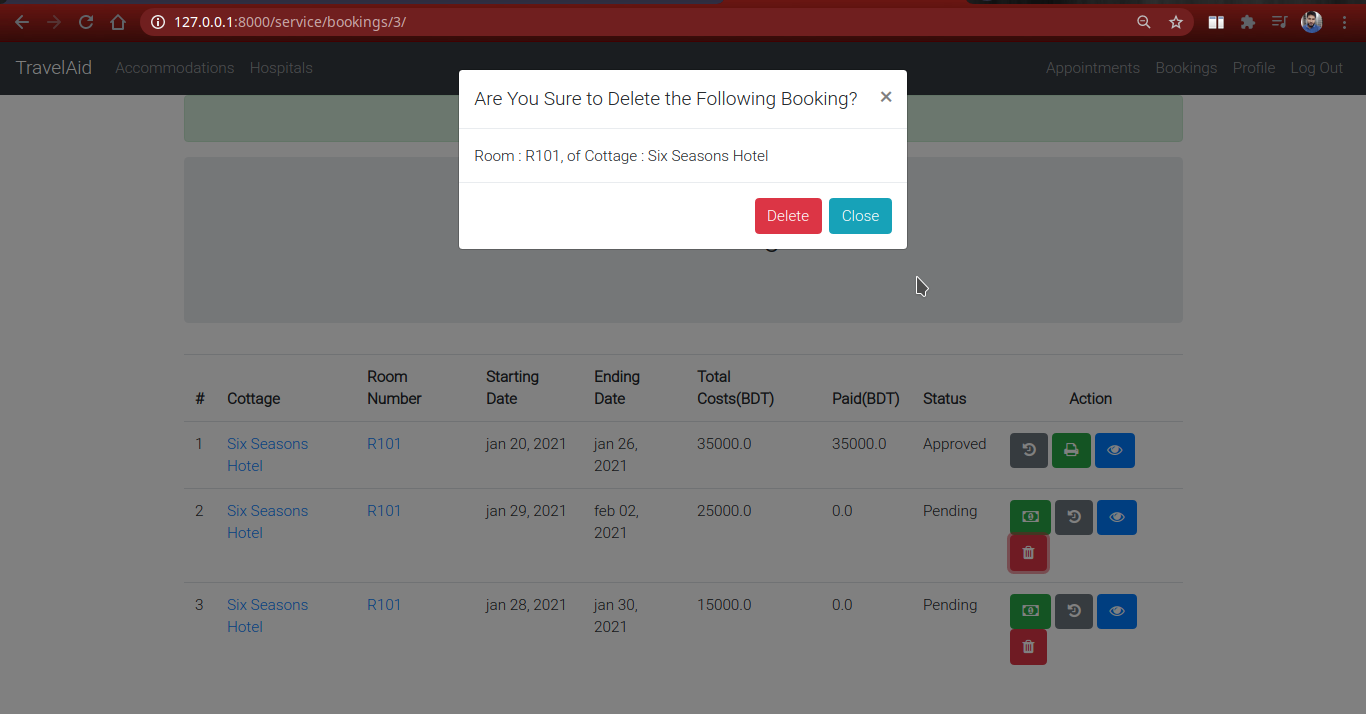 127.0.0.1:8000/service/bookings/3/
TravelAid Accommodations Hospitals Appointments Bookings Profile Log Out
Are You Sure to Delete the Following Booking? ×
Room : R101, of Cottage : Six Seasons Hotel
Delete Close
# Cottage Room Number Starting Date Ending Date Total Costs(BDT) Paid(BDT) Status Action
1 Six Seasons Hotel R101 jan 20, 2021 jan 26, 2021 35000.0 35000.0 Approved
2 Six Seasons Hotel R101 jan 29, 2021 feb 02, 2021 25000.0 0.0 Pending
3 Six Seasons Hotel R101 jan 28, 2021 jan 30, 2021 15000.0 0.0 Pending